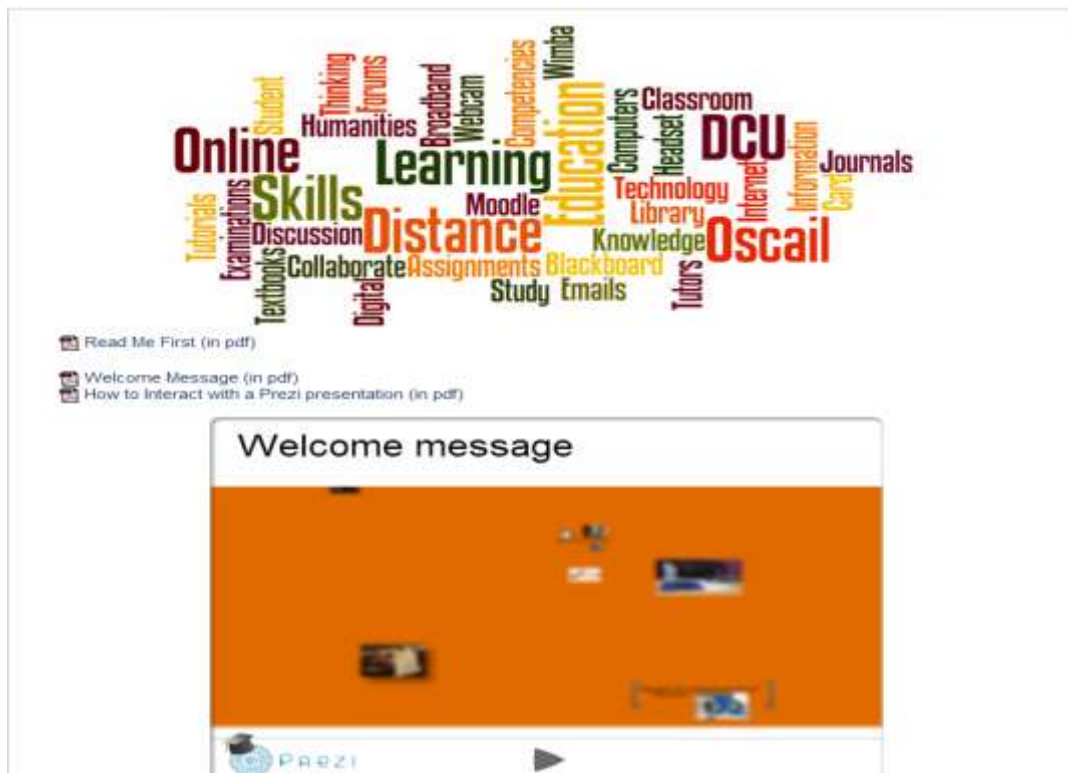 Wimba
Competencies
Thinking
Forums
Student
Broadband
Webcam
Humanities
Online
Learning
Education
Computers
Classroom
Headset
DCU
Information
Journals
Internet
Card
Technology
Library
Skills
Moodle
Tutorials
Examinations
Discussion
Distance
Knowledge
Oscail
Textbooks
Collaborate
Assignments
Blackboard
Digital
Study
Emails
Tutors
Read Me First (in pdf)
Welcome Message (in pdf)
How to Interact with a Prezi presentation (in pdf)
Welcome message
PREZI